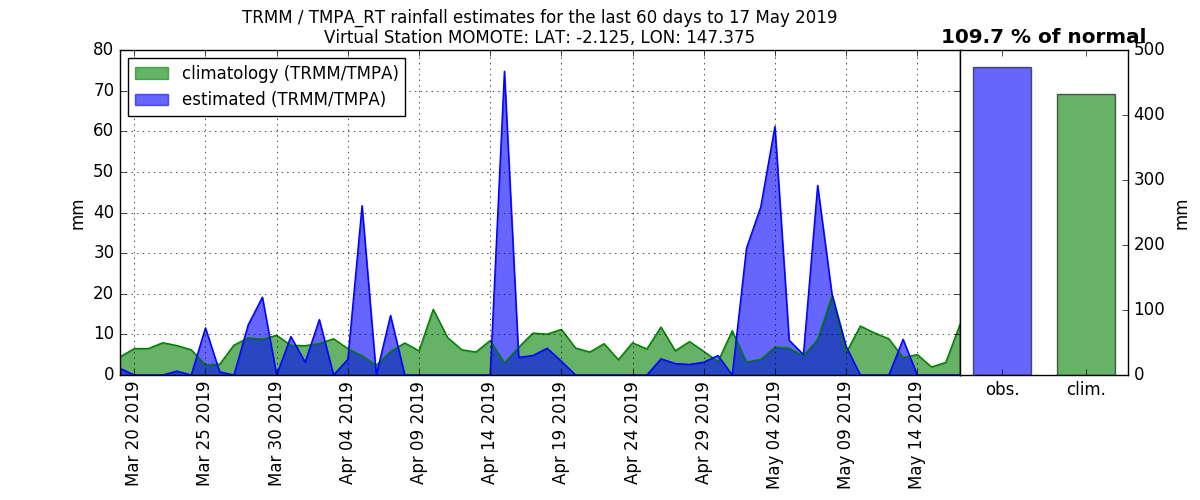 TRMM / TMPA_RT rainfall estimates for the last 60 days to 17 May 2019
Virtual Station MOMOTE: LAT: -2.125, LON: 147.375
109.7 % of normal
climatology (TRMM/TMPA)
estimated (TRMM/TMPA)
80
70
60
50
40
30
20
10
0
mm
Mar 20 2019
Mar 25 2019
Mar 30 2019
Apr 04 2019
Apr 09 2019
Apr 14 2019
Apr 19 2019
Apr 24 2019
Apr 29 2019
May 04 2019
May 09 2019
May 14 2019
obs.
clim.
500
400
300
200
100
0
mm